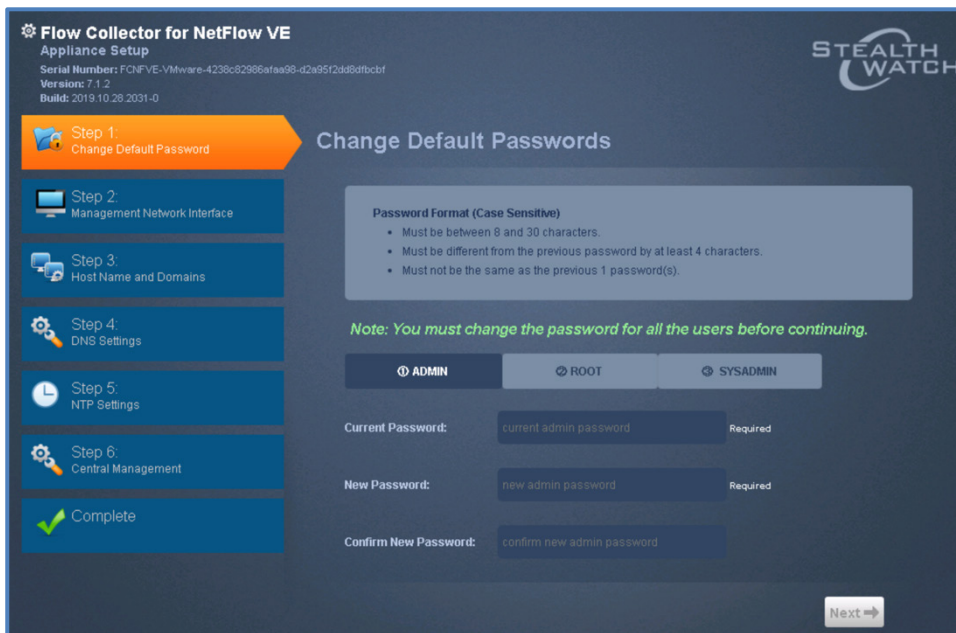 Flow Collector for NetFlow VE
Appliance Setup
Serial Number: FCNFVE-VMware-4238c82986afaa98-d2a95f2dd8dfbcbf
Version: 7.1.2
Build: 2019.10.28.2031-0
STEALTH
WATCH
Step 1:
Change Default Password
Step 2:
Management Network Interface
Step 3:
Host Name and Domains
Step 4:
DNS Settings
Step 5:
NTP Settings
Step 6:
Central Management
Complete
Change Default Passwords
Password Format (Case Sensitive)
• Must be between 8 and 30 characters.
• Must be different from the previous password by at least 4 characters.
• Must not be the same as the previous 1 password(s).
Note: You must change the password for all the users before continuing.
① ADMIN
② ROOT
③ SYSADMIN
Current Password: current admin password Required
New Password: new admin password Required
Confirm New Password: confirm new admin password
Next